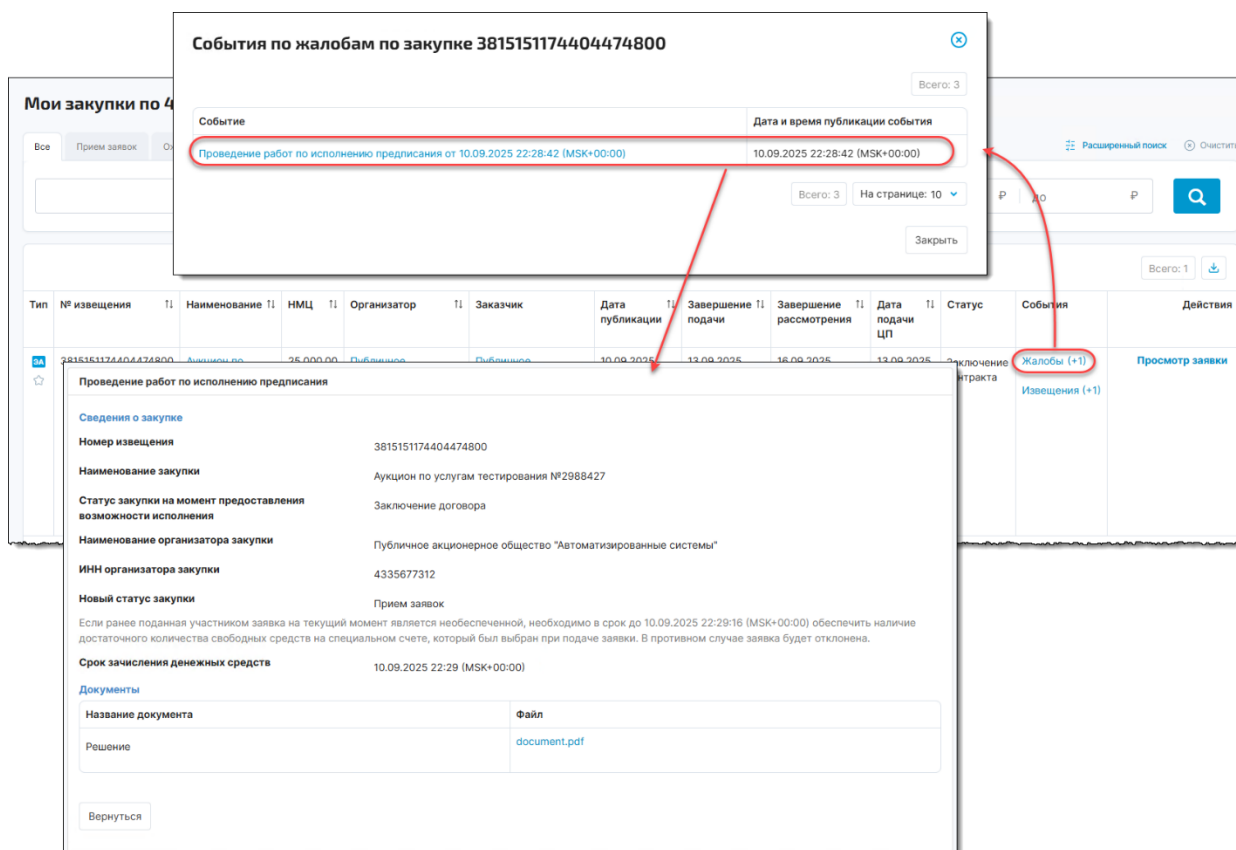 События по жалобам по закупке 3815151174404474800
Всего: 3
Событие
Дата и время публикации события
Проведение работ по исполнению предписания от 10.09.2025 22:28:42 (MSK+00:00)
10.09.2025 22:28:42 (MSK+00:00)
Всего: 3
На странице: 10
Закрыть
Мои закупки по 4
Все
Прием заявок
Расширенный поиск
до
₽
₽
Всего: 1
Тип
№ извещения
Наименование
НМЦ
Организатор
Заказчик
Дата публикации
Завершение подачи
Завершение рассмотрения
Дата подачи ЦП
Статус
События
Действия
ЗА
3815151174404474800
Аукцион по
25 000,00
Публичное
Публичное
10.09.2025
13.09.2025
16.09.2025
13.09.2025
Жалобы (+1)
Извещения (+1)
Просмотр заявки
Проведение работ по исполнению предписания
Сведения о закупке
Номер извещения
3815151174404474800
Наименование закупки
Аукцион по услугам тестирования №2988427
Статус закупки на момент предоставления
возможности исполнения
Заключение договора
Наименование организатора закупки
Публичное акционерное общество "Автоматизированные системы"
ИНН организатора закупки
4335677312
Новый статус закупки
Прием заявок
Если ранее поданная участником заявка на текущий момент является необеспеченной, необходимо в срок до 10.09.2025 22:29:16 (MSK+00:00) обеспечить наличие
достаточного количества свободных средств на специальном счете, который был выбран при подаче заявки. В противном случае заявка будет отклонена.
Срок зачисления денежных средств
10.09.2025 22:29 (MSK+00:00)
Документы
Название документа
Файл
Решение
document.pdf
Вернуться